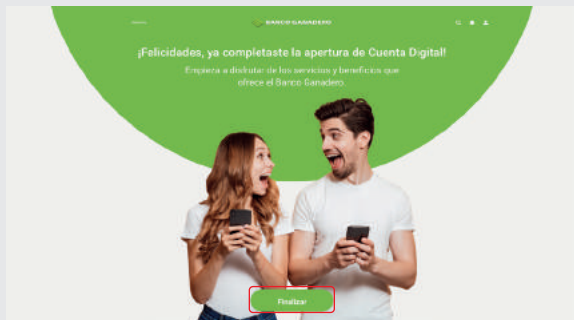 BANCO GANADERO
¡Felicidades, ya completaste la apertura de Cuenta Digital!
Empieza a disfrutar de los servicios y beneficios que
ofrece el Banco Ganadero.
Finalizar